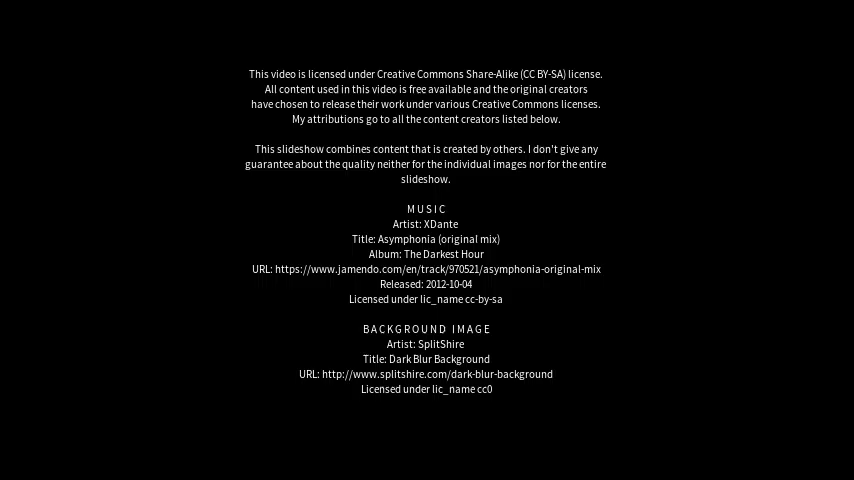 This video is licensed under Creative Commons Share-Alike (CC BY-SA) license.
All content used in this video is free available and the original creators
have chosen to release their work under various Creative Commons licenses.
My attributions go to all the content creators listed below.
This slideshow combines content that is created by others. I don't give any
guarantee about the quality neither for the individual images nor for the entire
slideshow.
MUSIC
Artist: XDante
Title: Asymphonia (original mix)
Album: The Darkest Hour
URL: https://www.jamendo.com/en/track/970521/asymphonia-original-mix
Released: 2012-10-04
Licensed under lic_name cc-by-sa
BACKGROUND IMAGE
Artist: SplitShire
Title: Dark Blur Background
URL: http://www.splitshire.com/dark-blur-background
Licensed under lic_name cc0